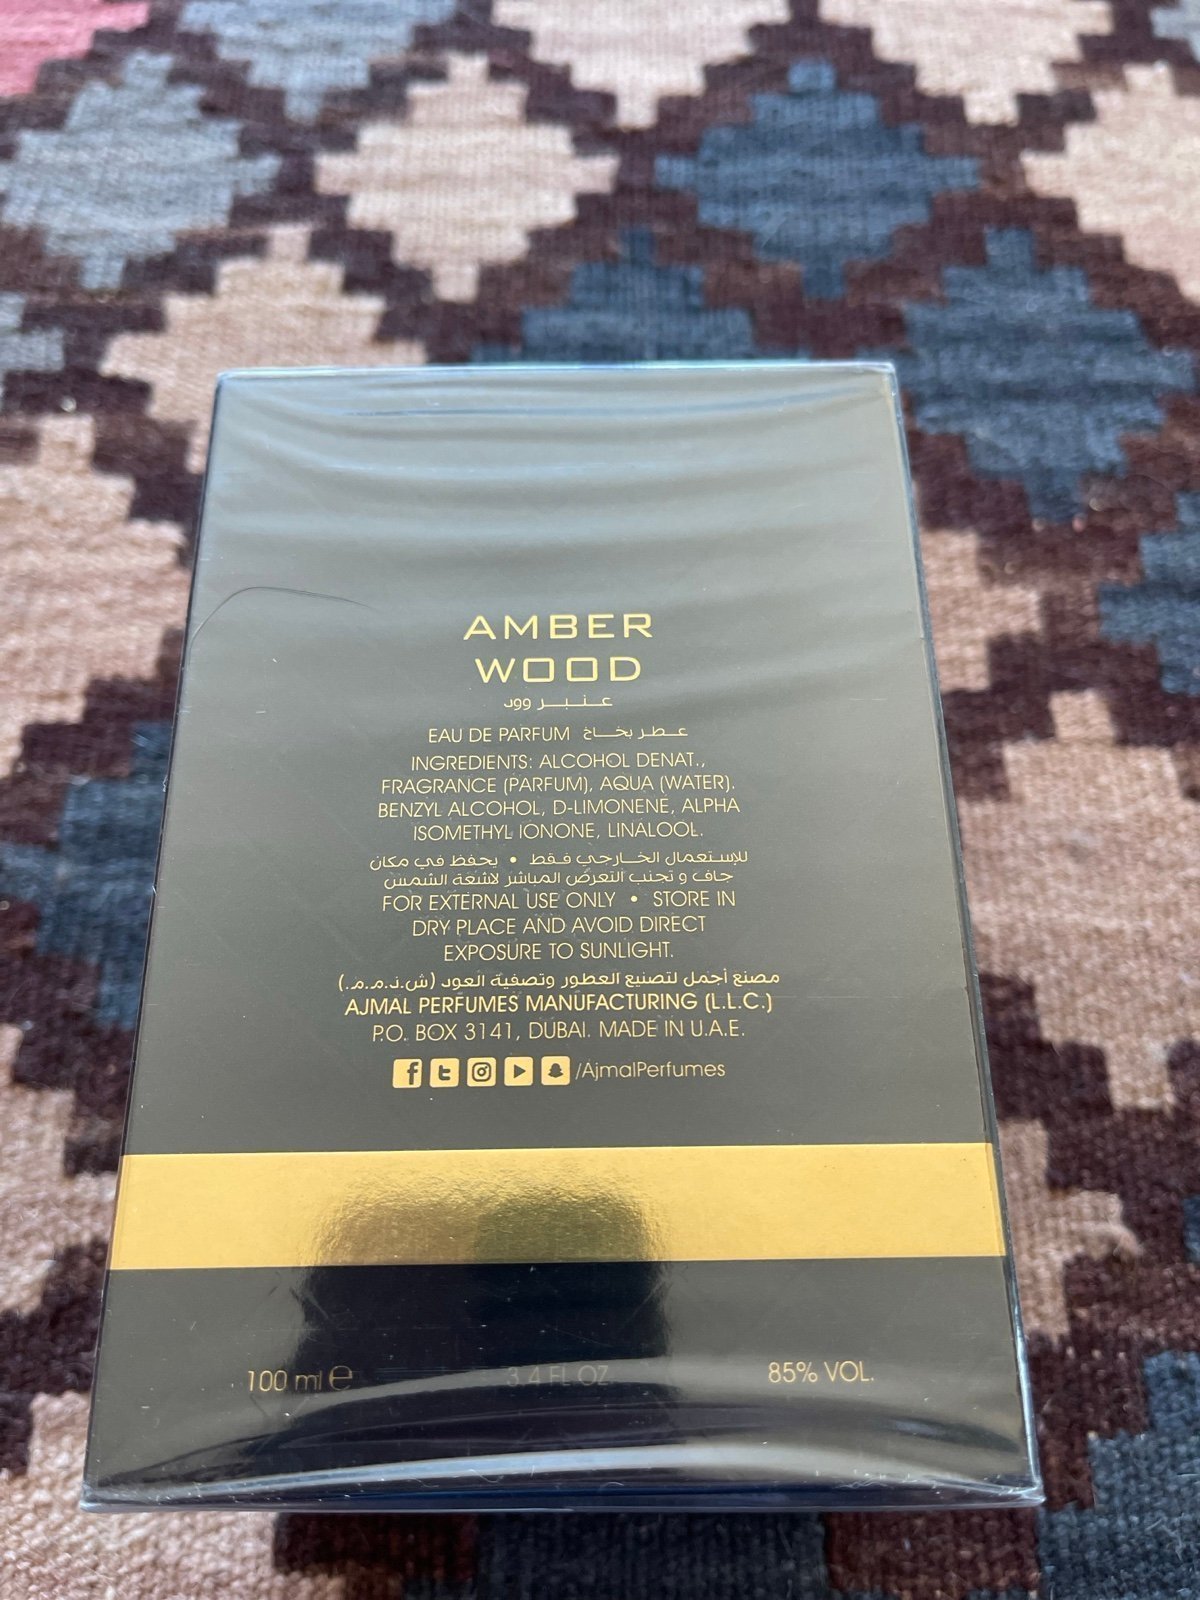 AMBER
WOOD
عنبر وود
EAU DE PARFUM عطر بخاخ
INGREDIENTS: ALCOHOL DENAT.,
FRAGRANCE (PARFUM), AQUA (WATER).
BENZYL ALCOHOL, D-LIMONENE, ALPHA
ISOMETHYL IONONE, LINALOOL.
للإستعمال الخارجي فقط • يحفظ في مكان
جاف و تجنب التعرض المباشر لاشعة الشمس
FOR EXTERNAL USE ONLY • STORE IN
DRY PLACE AND AVOID DIRECT
EXPOSURE TO SUNLIGHT.
مصنع أجمل لتصنيع العطور وتصفية العود (ش.ذ.م.م.)
AJMAL PERFUMES MANUFACTURING (L.L.C.)
P.O. BOX 3141, DUBAI. MADE IN U.A.E.
/AjmalPerfumes
100 ml e 3.4 FL OZ. 85% VOL.